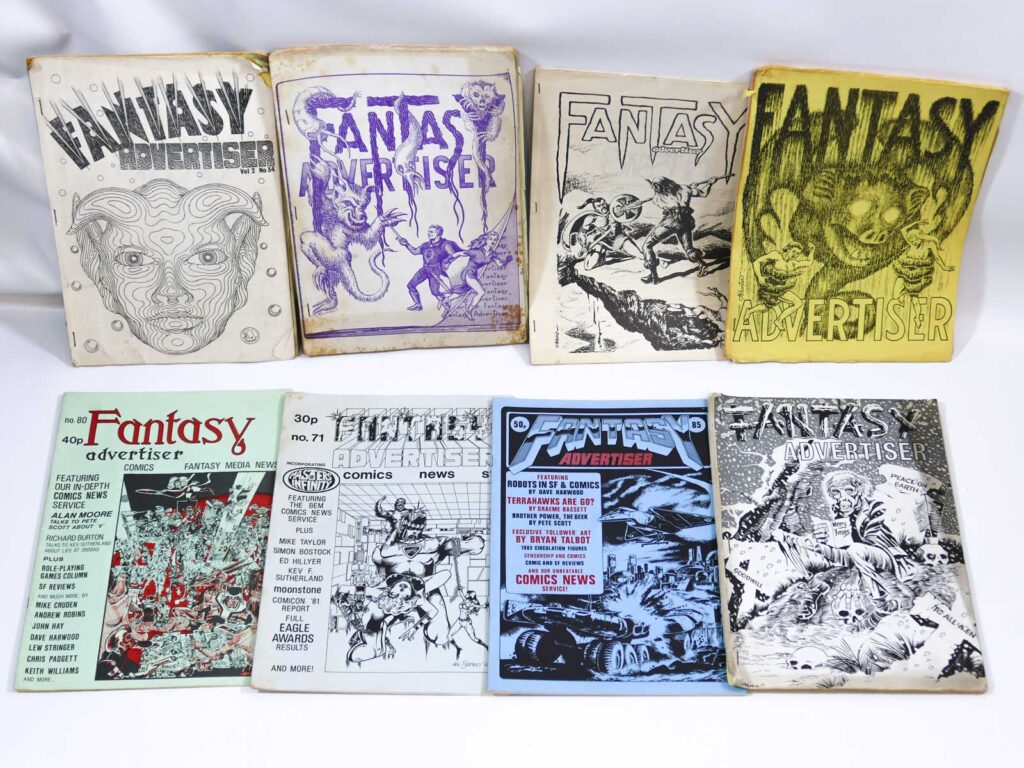 FANTASY
ADVERTISER
Vol 2 No.34
FANTASY
ADVERTISER
Fantasy
Advertiser
FANTASY
advertiser
FANTASY
ADVERTISER
no. 80
40p
Fantasy
advertiser
COMICS FANTASY MEDIA NEWS
FEATURING
OUR IN-DEPTH
COMICS NEWS
SERVICE
ALAN MOORE
TALKS TO PETE
SCOTT ABOUT 'V'
RICHARD BURTON
TALKS TO KEV SUTHERLAND
ABOUT LIFE AT 2000AD
PLUS
ROLE-PLAYING
GAMES COLUMN
SF REVIEWS
AND MUCH MORE, BY
MIKE CRUDEN
ANDREW ROBINS
JOHN HAY
DAVE HARWOOD
LEW STRINGER
CHRIS PADGETT
KEITH WILLIAMS
AND MORE...
30p
no. 71
FANTASY
ADVERTISER
comics news s
INCORPORATING
FEATURING
THE BEM
COMICS NEWS
SERVICE
PLUS
MIKE TAYLOR
SIMON BOSTOCK
ED HILLYER
KEV F.
SUTHERLAND
moonstone
COMICON '81
REPORT
FULL
EAGLE
AWARDS
RESULTS
AND MORE!
50p
85
FANTASY
ADVERTISER
FEATURING
ROBOTS IN SF & COMICS
BY DAVE HARWOOD
TERRAHAWKS ARE GO?
BY GRAEME BASSETT
BROTHER POWER, THE GEEK
BY PETE SCOTT
EXCLUSIVE 'FOLLOWER' ART
BY BRYAN TALBOT
1983 CIRCULATION FIGURES
CENSORSHIP AND COMICS
COMIC AND SF REVIEWS
AND OUR UNBEATABLE
COMICS NEWS
SERVICE!
FANTASY
ADVERTISER
PEACE ON
EARTH
GOODWILL